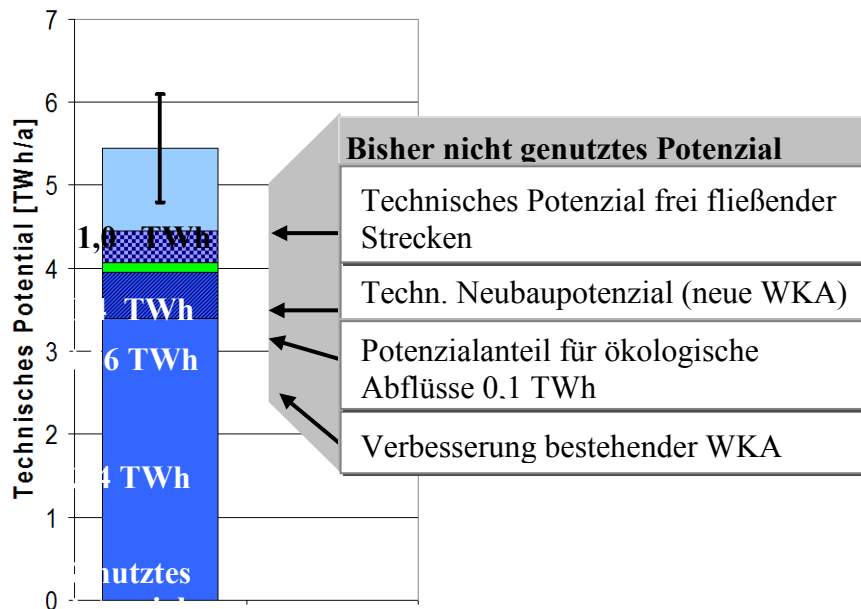 Technisches Potential [TWh/a]
7
6
5
4
3
2
1
0
1,0 TWh
4 TWh
6 TWh
4 TWh
nutztes
Bisher nicht genutztes Potenzial
Technisches Potenzial frei fließender
Strecken
Techn. Neubaupotenzial (neue WKA)
Potenzialanteil für ökologische
Abflüsse 0,1 TWh
Verbesserung bestehender WKA